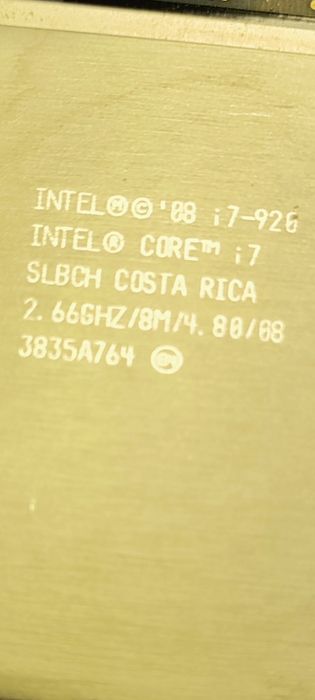 INTEL®©'08 i7-920
INTEL® CORE™ i7
SLBCH COSTA RICA
2.66GHZ/8M/4.80/08
3835A764